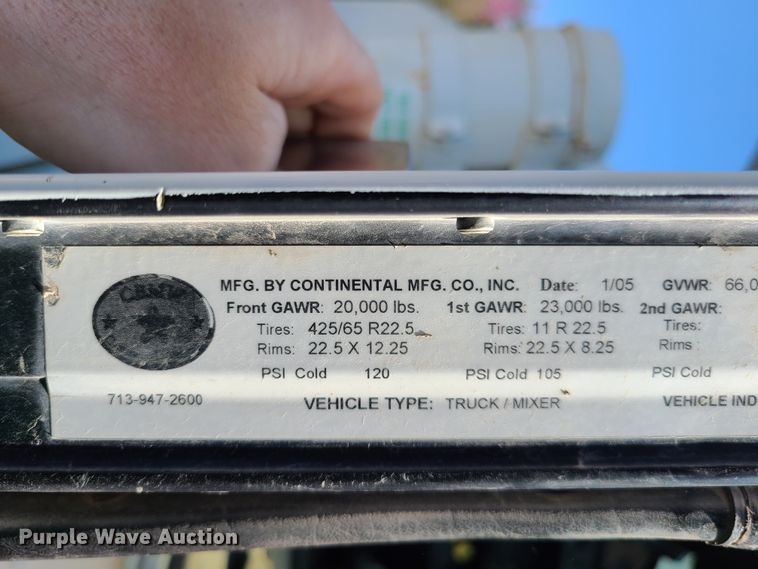 MFG. BY CONTINENTAL MFG. CO., INC. Date: 1/05 GVWR: 66,0
Front GAWR: 20,000 lbs. 1st GAWR: 23,000 lbs. 2nd GAWR:
Tires: 425/65 R22.5 Tires: 11 R 22.5 Tires:
Rims: 22.5 X 12.25 Rims: 22.5 X 8.25 Rims :
PSI Cold 120 PSI Cold 105 PSI Cold
713-947-2600 VEHICLE TYPE: TRUCK / MIXER VEHICLE IND
Purple Wave Auction